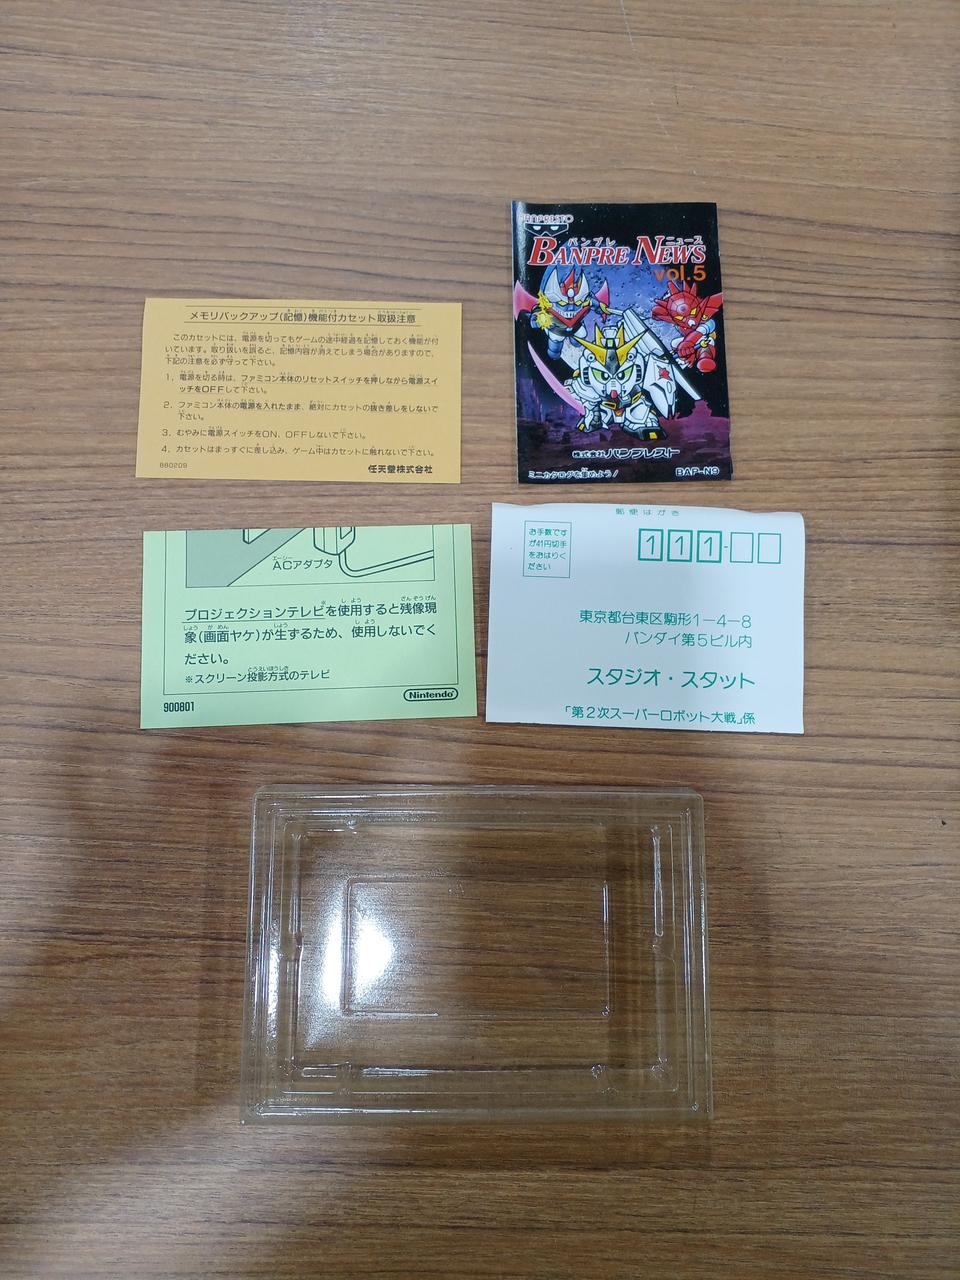 メモリバックアップ(記憶)機能付カセット取扱注意
このカセットには、電源を切ってもゲームの途中経過を記憶しておく機能が付
いています。取り扱いを誤ると、記憶内容が消えてしまう場合がありますので、
下記の注意を必ず守って下さい。
1. 電源を切る時は、ファミコン本体のリセットスイッチを押しながら電源スイ
ッチをOFFして下さい。
2. ファミコン本体の電源を入れたまま、絶対にカセットの抜き差しをしないで
下さい。
3. むやみに電源スイッチをON、OFFしないで下さい。
4. カセットはまっすぐに差し込み、ゲーム中はカセットに触れないで下さい。
880209
任天堂株式会社
BANPRESTO
バンプレ ニュース
BANPRE NEWS
vol.5
株式会社バンプレスト
ミニカタログを集めよう!
BAP-N9
エーシー
ACアダプタ
プロジェクションテレビを使用すると残像現
象(画面ヤケ)が生ずるため、使用しないでく
ださい。
※スクリーン投影方式のテレビ
Nintendo
900801
郵便はがき
お手数です
が41円切手
をおはりく
ださい
111-
東京都台東区駒形1-4-8
バンダイ第5ビル内
スタジオ・スタット
「第2次スーパーロボット大戦」係